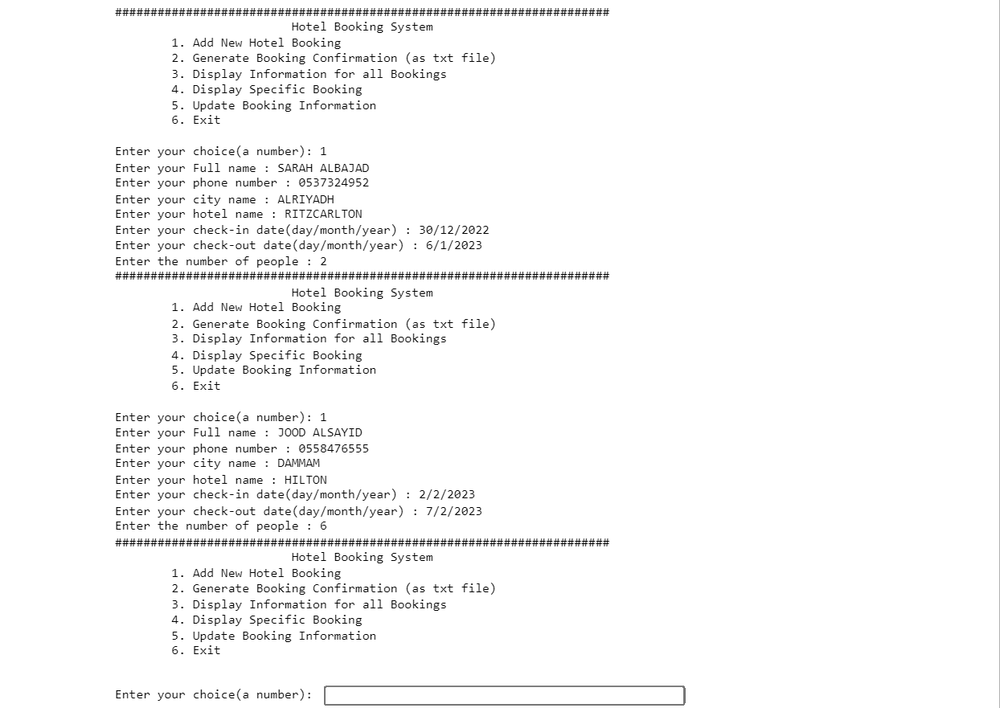 ######################################################################
Hotel Booking System
1. Add New Hotel Booking
2. Generate Booking Confirmation (as txt file)
3. Display Information for all Bookings
4. Display Specific Booking
5. Update Booking Information
6. Exit
Enter your choice(a number): 1
Enter your Full name : SARAH ALBAJAD
Enter your phone number : 0537324952
Enter your city name : ALRIYADH
Enter your hotel name : RITZCARLTON
Enter your check-in date(day/month/year) : 30/12/2022
Enter your check-out date(day/month/year) : 6/1/2023
Enter the number of people : 2
######################################################################
Hotel Booking System
1. Add New Hotel Booking
2. Generate Booking Confirmation (as txt file)
3. Display Information for all Bookings
4. Display Specific Booking
5. Update Booking Information
6. Exit
Enter your choice(a number): 1
Enter your Full name : JOOD ALSAYID
Enter your phone number : 0558476555
Enter your city name : DAMMAM
Enter your hotel name : HILTON
Enter your check-in date(day/month/year) : 2/2/2023
Enter your check-out date(day/month/year) : 7/2/2023
Enter the number of people : 6
######################################################################
Hotel Booking System
1. Add New Hotel Booking
2. Generate Booking Confirmation (as txt file)
3. Display Information for all Bookings
4. Display Specific Booking
5. Update Booking Information
6. Exit
Enter your choice(a number):